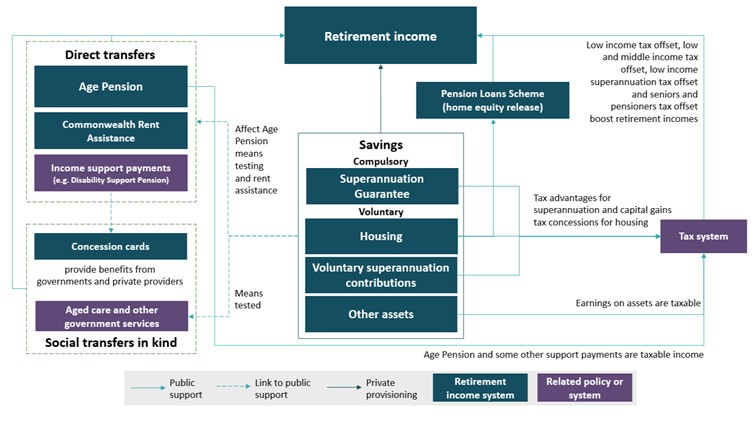 Retirement income
Direct transfers
Age Pension
Commonwealth Rent
Assistance
Income support payments
(e.g. Disability Support Pension)
Concession cards
provide benefits from
governments and private providers
Aged care and other
government services
Social transfers in kind
Affect Age
Pension
means
testing
and rent
assistance
Means
tested
Savings
Compulsory
Superannuation
Guarantee
Voluntary
Housing
Voluntary superannuation
contributions
Other assets
Pension Loans Scheme
(home equity release)
Low income tax offset, low
and middle income tax
offset, low income
superannuation tax offset
and seniors and
pensioners tax offset
boost retirement incomes
Tax advantages for
superannuation and capital gains
tax concessions for housing
Tax system
Earnings on assets are taxable
Age Pension and some other support payments are taxable income
Public
support
Link to public
support
Private
provisioning
Retirement
income system
Related policy or
system